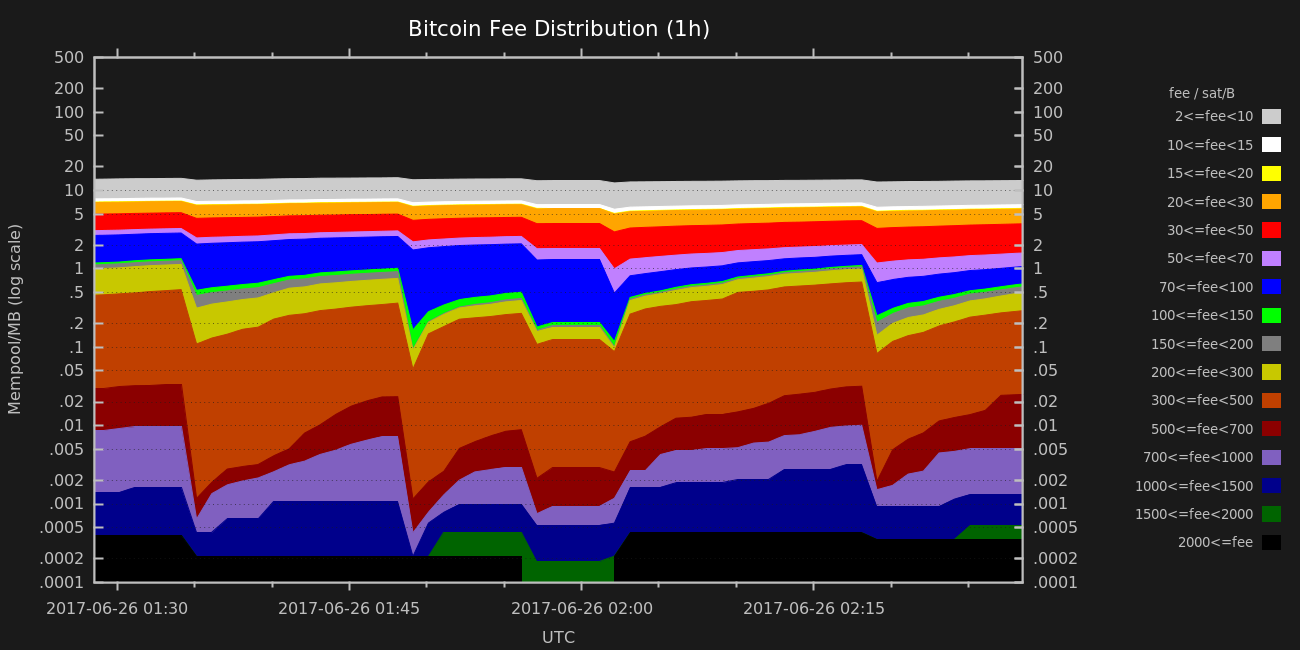 Bitcoin Fee Distribution (1h)
Mempool/MB (log scale)
500
200
100
50
20
10
5
2
1
.5
.2
.1
.05
.02
.01
.005
.002
.001
.0005
.0002
.0001
500
200
100
50
20
10
5
2
1
.5
.2
.1
.05
.02
.01
.005
.002
.001
.0005
.0002
.0001
2017-06-26 01:30
2017-06-26 01:45
2017-06-26 02:00
2017-06-26 02:15
UTC
fee / sat/B
2<=fee<10
10<=fee<15
15<=fee<20
20<=fee<30
30<=fee<50
50<=fee<70
70<=fee<100
100<=fee<150
150<=fee<200
200<=fee<300
300<=fee<500
500<=fee<700
700<=fee<1000
1000<=fee<1500
1500<=fee<2000
2000<=fee